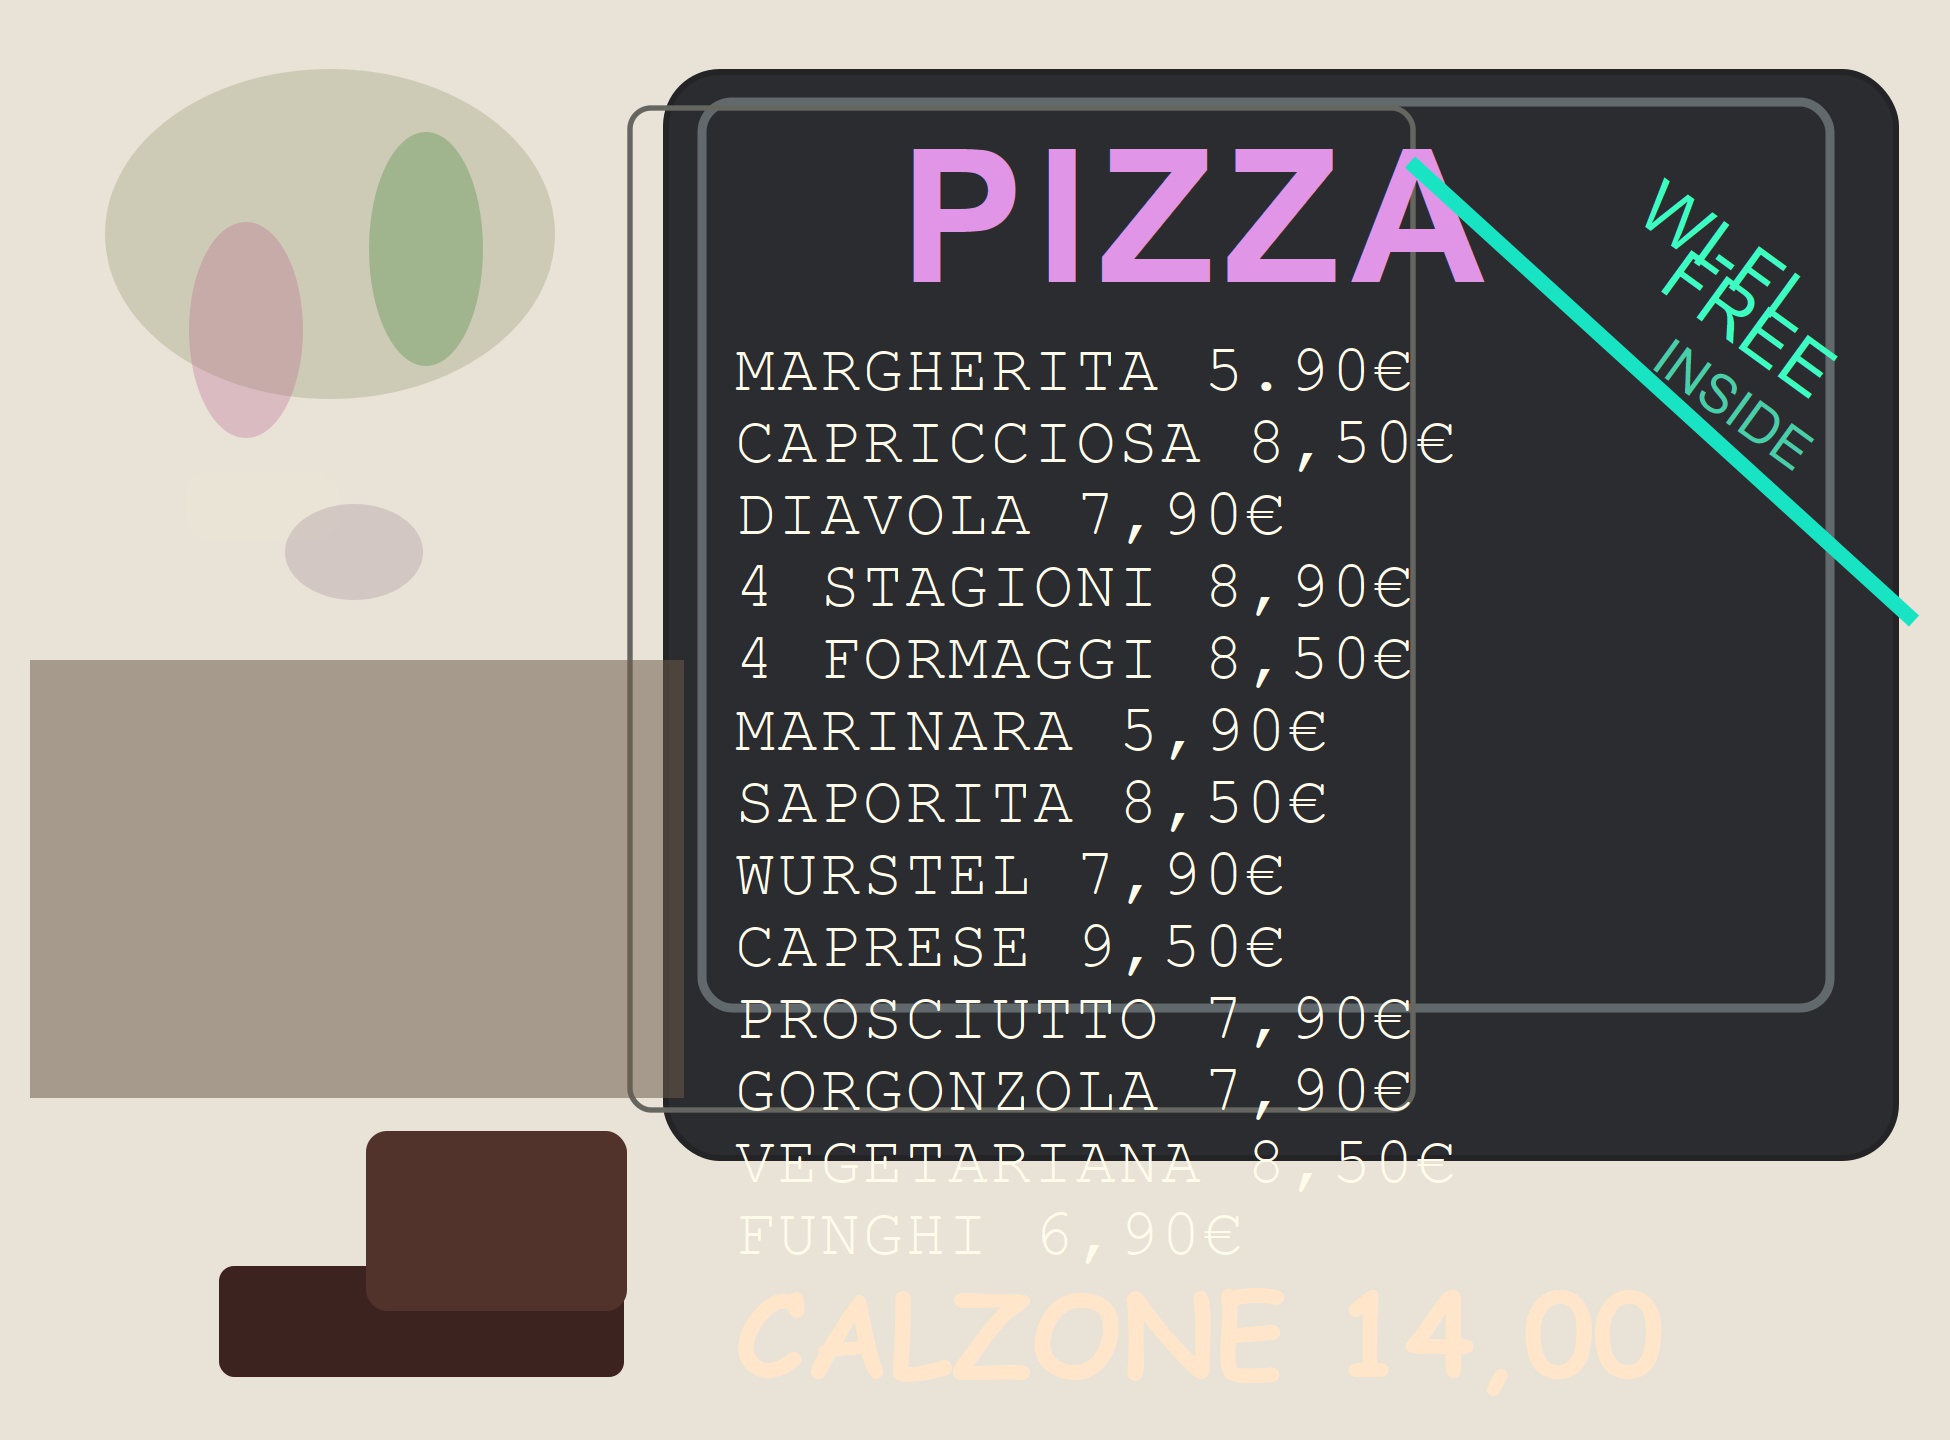 PIZZA
MARGHERITA 5.90€
CAPRICCIOSA 8,50€
DIAVOLA 7,90€
4 STAGIONI 8,90€
4 FORMAGGI 8,50€
MARINARA 5,90€
SAPORITA 8,50€
WURSTEL 7,90€
CAPRESE 9,50€
PROSCIUTTO 7,90€
GORGONZOLA 7,90€
VEGETARIANA 8,50€
FUNGHI 6,90€
CALZONE 14,00
FREE
INSIDE